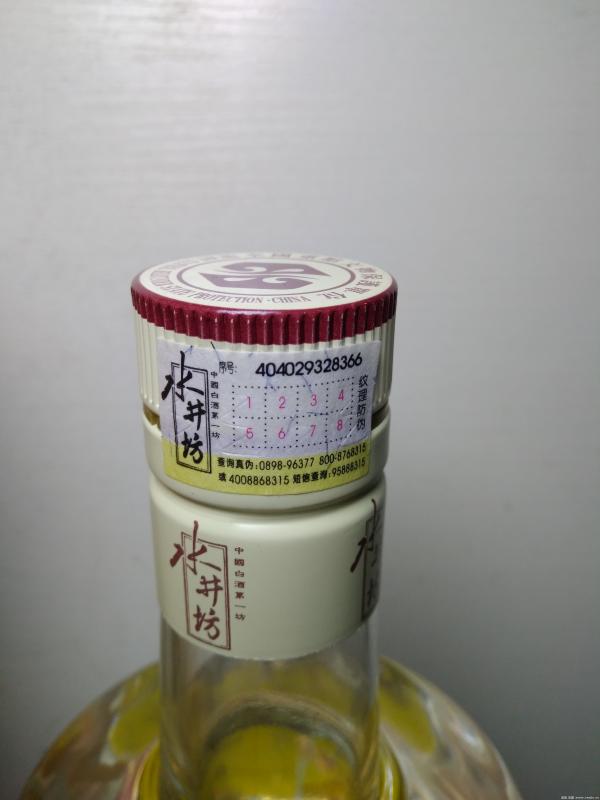 PROTECTION·CHINA
水井坊
中國白酒第一坊
序号:
404029328366
1 2 3 4
5 6 7 8
纹理防伪
查询真伪:0898-96377 800-8768315
或4008868315 短信查询:95888315
水井坊
中國白酒第一坊